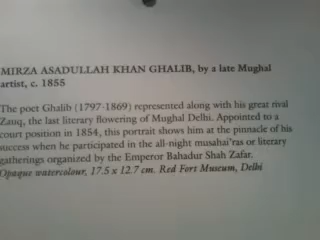 MIRZA ASADULLAH KHAN GHALIB, by a late Mughal
artist, c. 1855
The poet Ghalib (1797-1869) represented along with his great rival
Zauq, the last literary flowering of Mughal Delhi. Appointed to a
court position in 1854, this portrait shows him at the pinnacle of his
success when he participated in the all-night musahai'ras or literary
gatherings organized by the Emperor Bahadur Shah Zafar.
Opaque watercolour, 17.5 x 12.7 cm. Red Fort Museum, Delhi